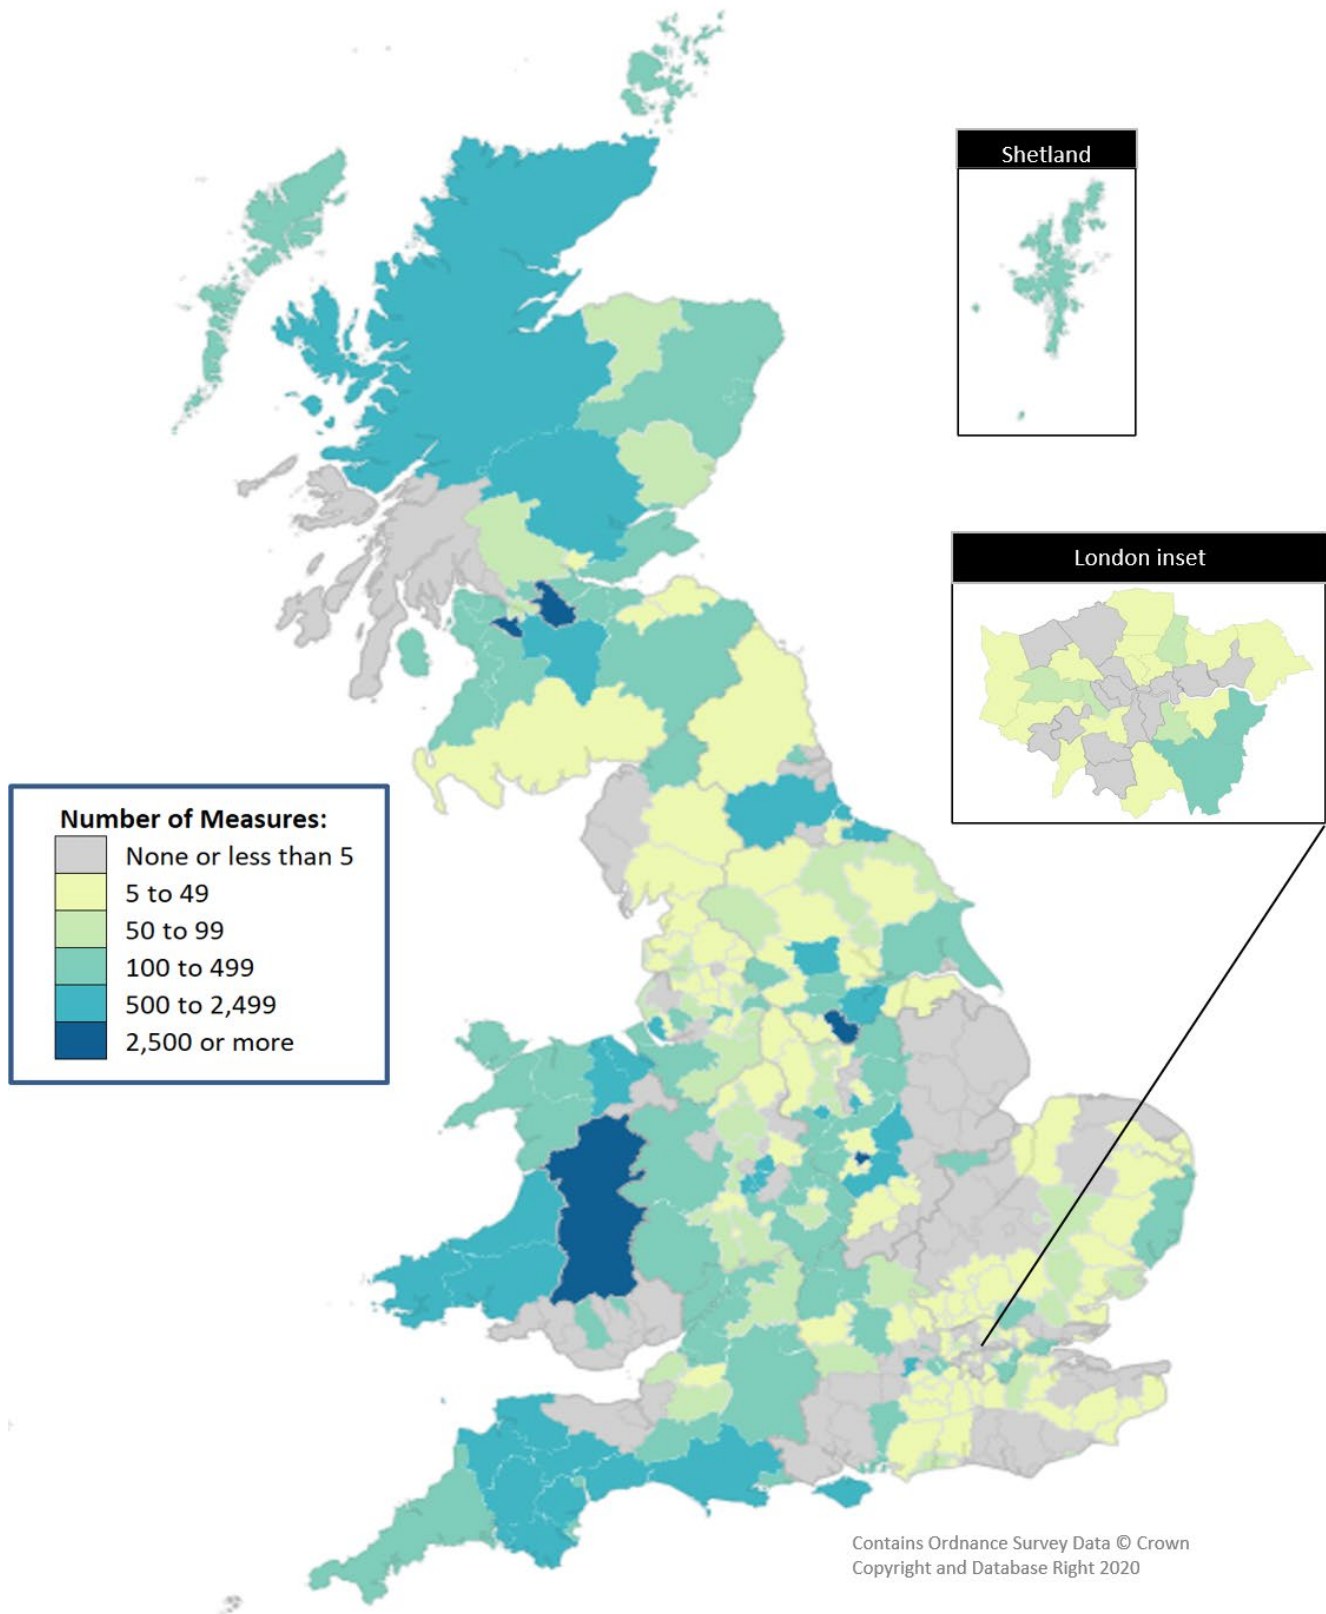 Shetland
London inset
Number of Measures:
None or less than 5
5 to 49
50 to 99
100 to 499
500 to 2,499
2,500 or more
Contains Ordnance Survey Data © Crown
Copyright and Database Right 2020